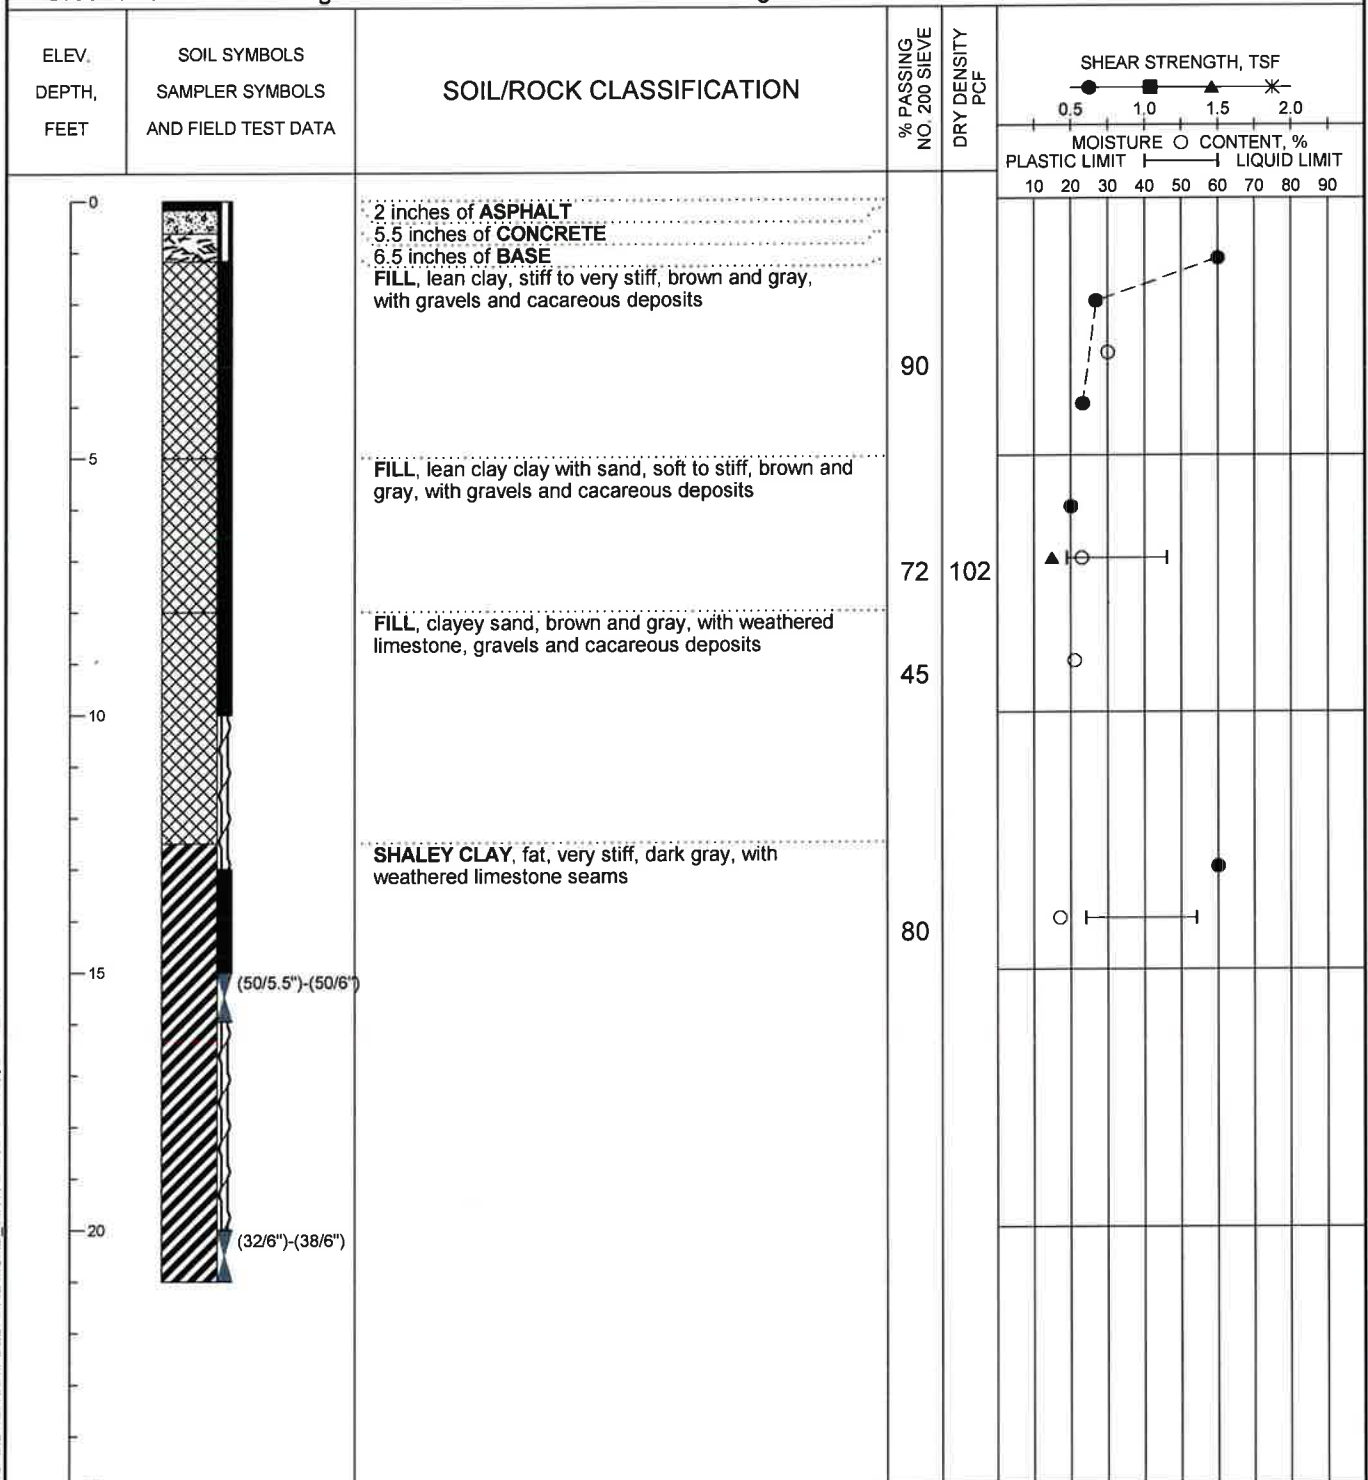 ELEV.
DEPTH,
FEET
SOIL SYMBOLS
SAMPLER SYMBOLS
AND FIELD TEST DATA
SOIL/ROCK CLASSIFICATION
% PASSING
NO. 200 SIEVE
DRY DENSITY
PCF
SHEAR STRENGTH, TSF
0.5 1.0 1.5 2.0
MOISTURE CONTENT, %
PLASTIC LIMIT LIQUID LIMIT
10 20 30 40 50 60 70 80 90
0
2 inches of ASPHALT
5.5 inches of CONCRETE
6.5 inches of BASE
FILL, lean clay, stiff to very stiff, brown and gray,
with gravels and cacareous deposits
90
5
FILL, lean clay clay with sand, soft to stiff, brown and
gray, with gravels and cacareous deposits
72 102
FILL, clayey sand, brown and gray, with weathered
limestone, gravels and cacareous deposits
45
10
SHALEY CLAY, fat, very stiff, dark gray, with
weathered limestone seams
80
15
(50/5.5")-(50/6")
20
(32/6")-(38/6")